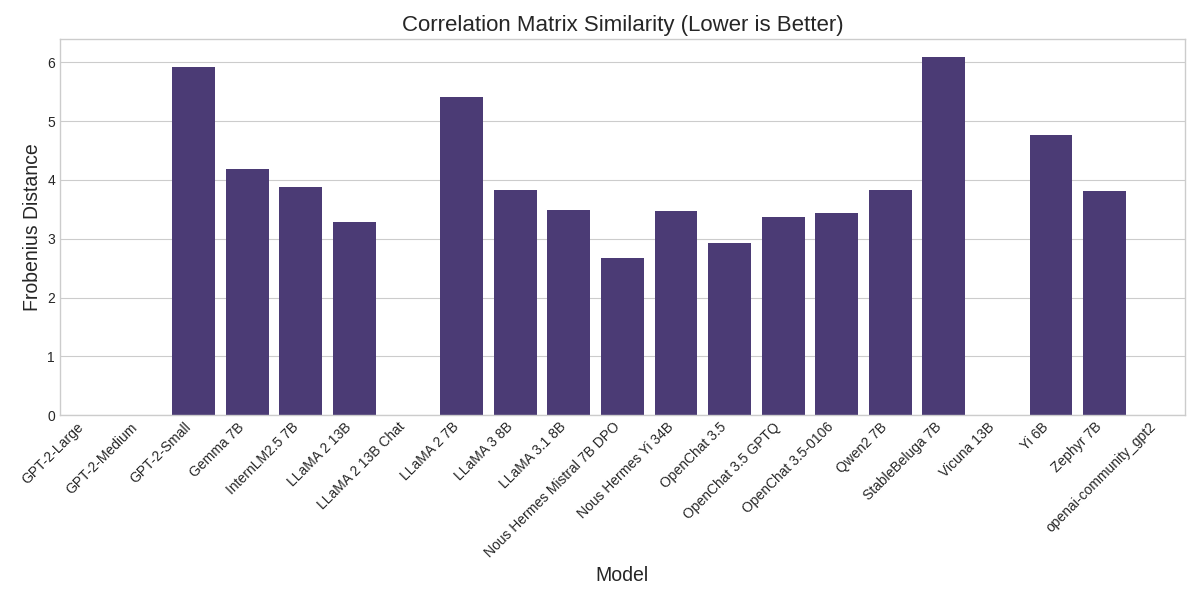 Correlation Matrix Similarity (Lower is Better)
Frobenius Distance
6
5
4
3
2
1
0
GPT-2-Large
GPT-2-Medium
GPT-2-Small
Gemma 7B
InternLM2.5 7B
LLaMA 2 13B
LLaMA 2 13B Chat
LLaMA 2 7B
LLaMA 3 8B
LLaMA 3.1 8B
Nous Hermes Mistral 7B DPO
Nous Hermes Yi 34B
OpenChat 3.5
OpenChat 3.5 GPTQ
OpenChat 3.5-0106
Qwen2 7B
StableBeluga 7B
Vicuna 13B
Yi 6B
Zephyr 7B
openai-community_gpt2
Model